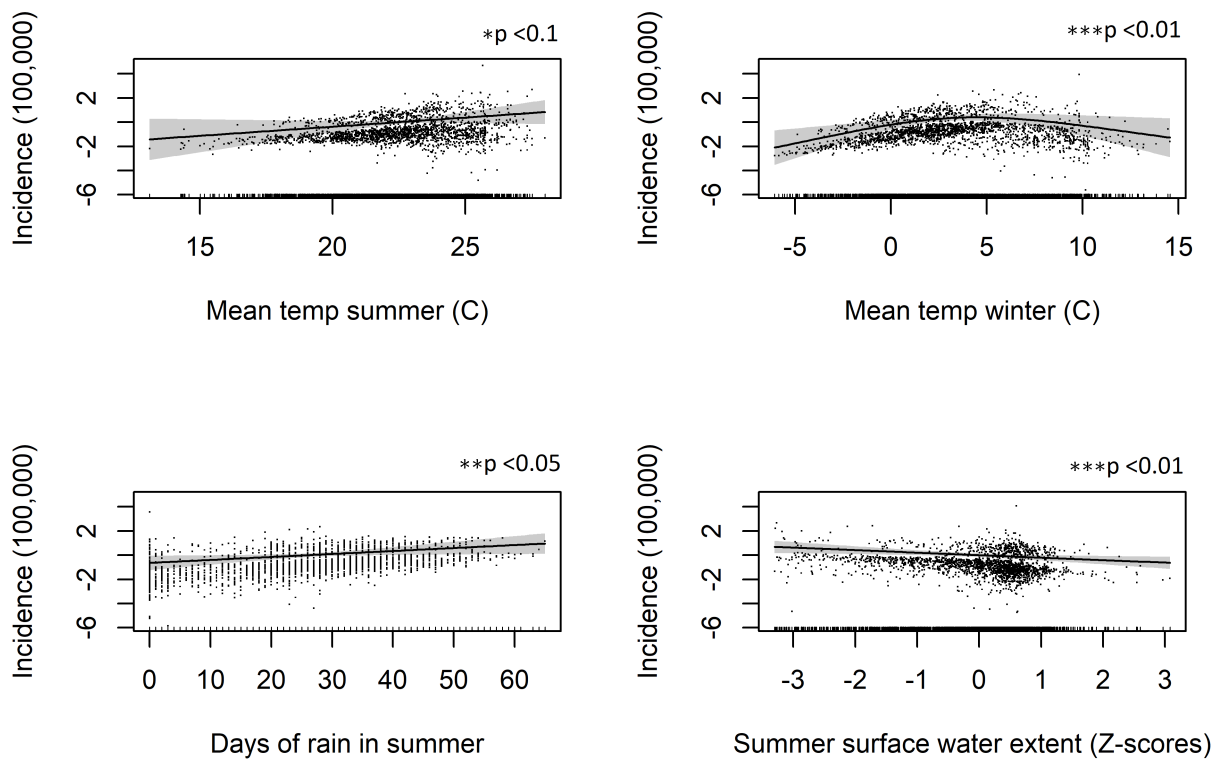 *p <0.1
Incidence (100,000)
2
-2
-6
15 20 25
Mean temp summer (C)
***p <0.01
Incidence (100,000)
2
-2
-6
-5 0 5 10 15
Mean temp winter (C)
**p <0.05
Incidence (100,000)
2
-2
-6
0 10 20 30 40 50 60
Days of rain in summer
***p <0.01
Incidence (100,000)
2
-2
-6
-3 -2 -1 0 1 2 3
Summer surface water extent (Z-scores)